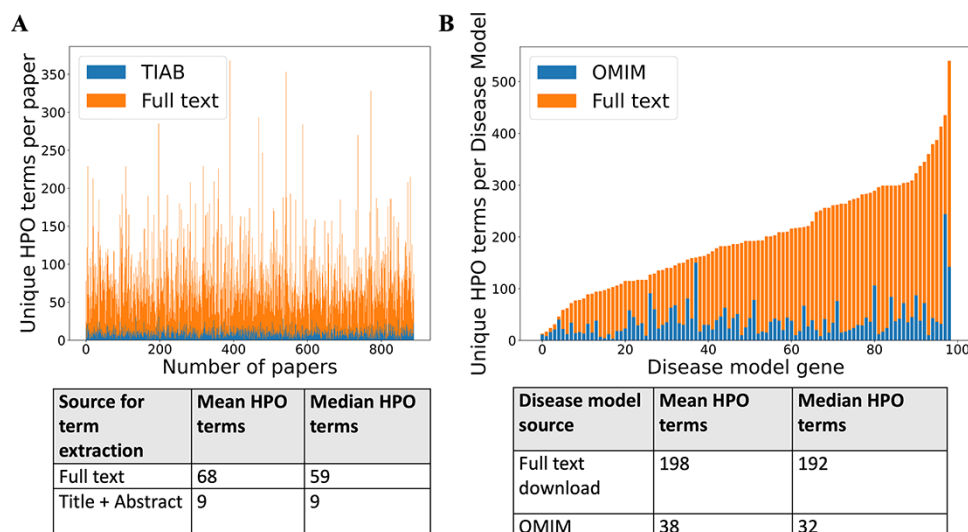 A
Unique HPO terms per paper
350
300
250
200
150
100
50
0
TIAB
Full text
0
200
400
600
800
Number of papers
Source for term extraction
Mean HPO terms
Median HPO terms
Full text
68
59
Title + Abstract
9
9
B
Unique HPO terms per Disease Model
500
400
300
200
100
0
OMIM
Full text
0
20
40
60
80
100
Disease model gene
Disease model source
Mean HPO terms
Median HPO terms
Full text download
198
192
OMIM
38
32